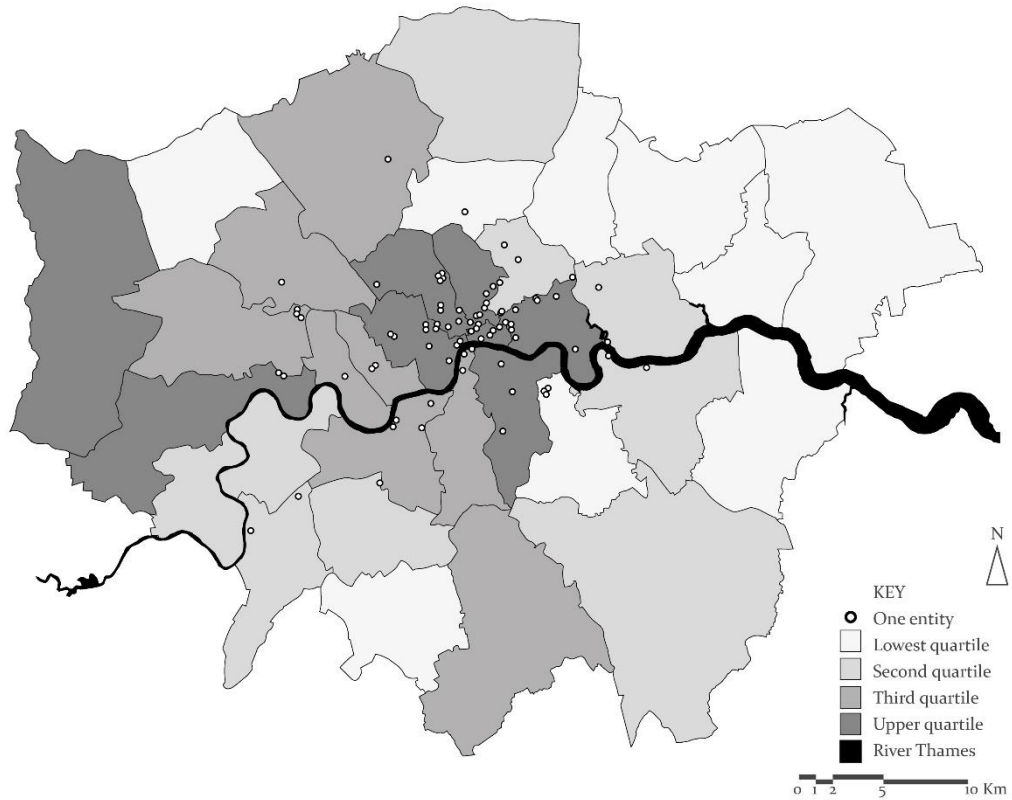 N
KEY
One entity
Lowest quartile
Second quartile
Third quartile
Upper quartile
River Thames
0 1 2 5 10 Km